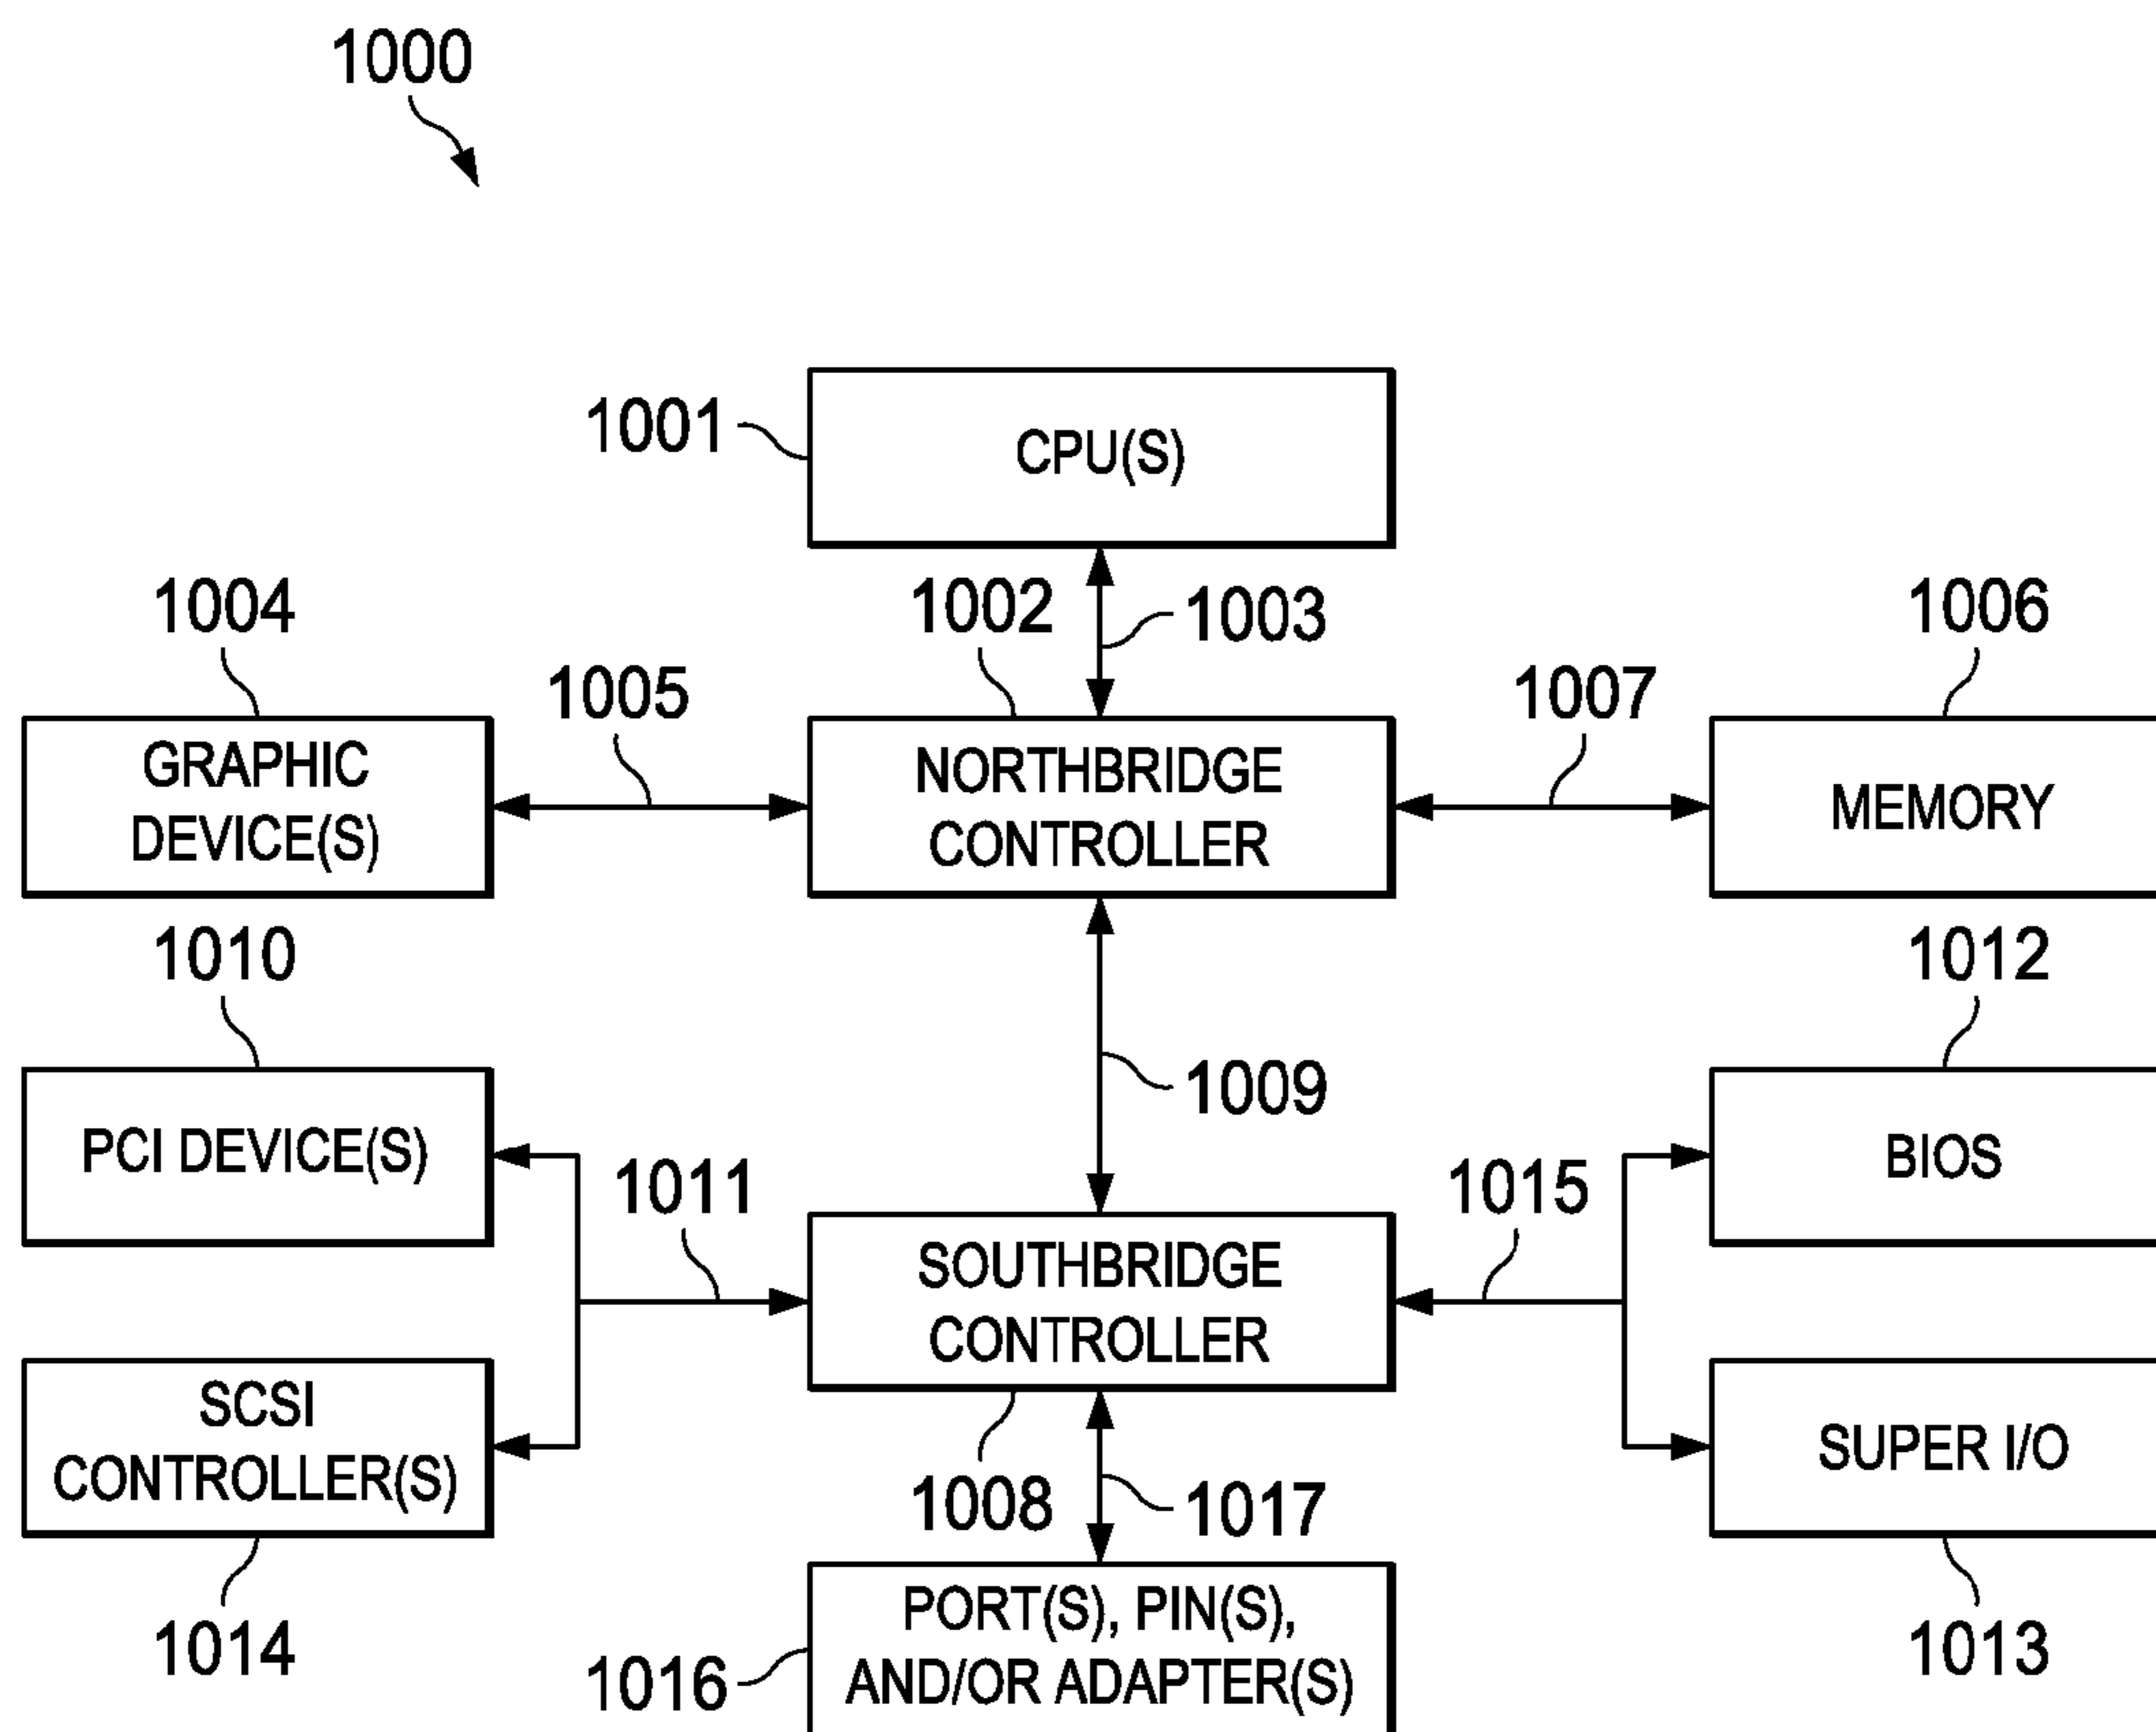 1000
1001
CPU(S)
1004
1002
1003
1006
1005
1007
GRAPHIC
DEVICE(S)
NORTHBRIDGE
CONTROLLER
MEMORY
1010
1012
1009
PCI DEVICE(S)
BIOS
1011
1015
SOUTHBRIDGE
CONTROLLER
SCSI
CONTROLLER(S)
SUPER I/O
1008
1017
1014
1013
1016
PORT(S), PIN(S),
AND/OR ADAPTER(S)